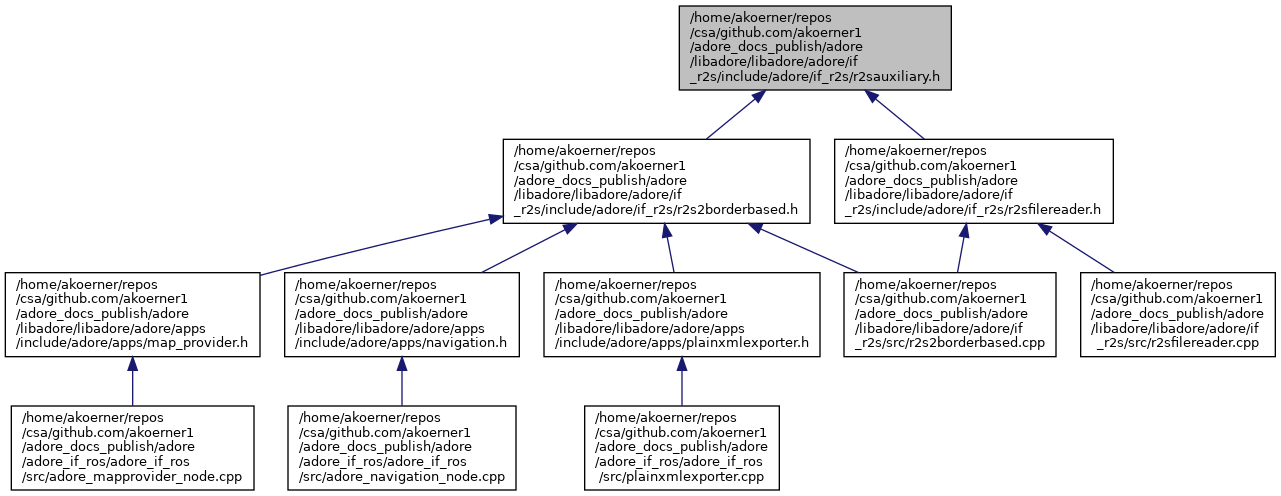 /home/akoerner/repos
/csa/github.com/akoerner1
/adore_docs_publish/adore
/libadore/libadore/adore/if
_r2s/include/adore/if_r2s/r2sauxiliary.h
/home/akoerner/repos
/csa/github.com/akoerner1
/adore_docs_publish/adore
/libadore/libadore/adore/if
_r2s/include/adore/if_r2s/r2s2borderbased.h
/home/akoerner/repos
/csa/github.com/akoerner1
/adore_docs_publish/adore
/libadore/libadore/adore/if
_r2s/include/adore/if_r2s/r2sfilereader.h
/home/akoerner/repos
/csa/github.com/akoerner1
/adore_docs_publish/adore
/libadore/libadore/adore/apps
/include/adore/apps/map_provider.h
/home/akoerner/repos
/csa/github.com/akoerner1
/adore_docs_publish/adore
/libadore/libadore/adore/apps
/include/adore/apps/navigation.h
/home/akoerner/repos
/csa/github.com/akoerner1
/adore_docs_publish/adore
/libadore/libadore/adore/apps
/include/adore/apps/plainxmlexporter.h
/home/akoerner/repos
/csa/github.com/akoerner1
/adore_docs_publish/adore
/libadore/libadore/adore/if
_r2s/src/r2s2borderbased.cpp
/home/akoerner/repos
/csa/github.com/akoerner1
/adore_docs_publish/adore
/libadore/libadore/adore/if
_r2s/src/r2sfilereader.cpp
/home/akoerner/repos
/csa/github.com/akoerner1
/adore_docs_publish/adore
/adore_if_ros/adore_if_ros
/src/adore_mapprovider_node.cpp
/home/akoerner/repos
/csa/github.com/akoerner1
/adore_docs_publish/adore
/adore_if_ros/adore_if_ros
/src/adore_navigation_node.cpp
/home/akoerner/repos
/csa/github.com/akoerner1
/adore_docs_publish/adore
/adore_if_ros/adore_if_ros
/src/plainxmlexporter.cpp